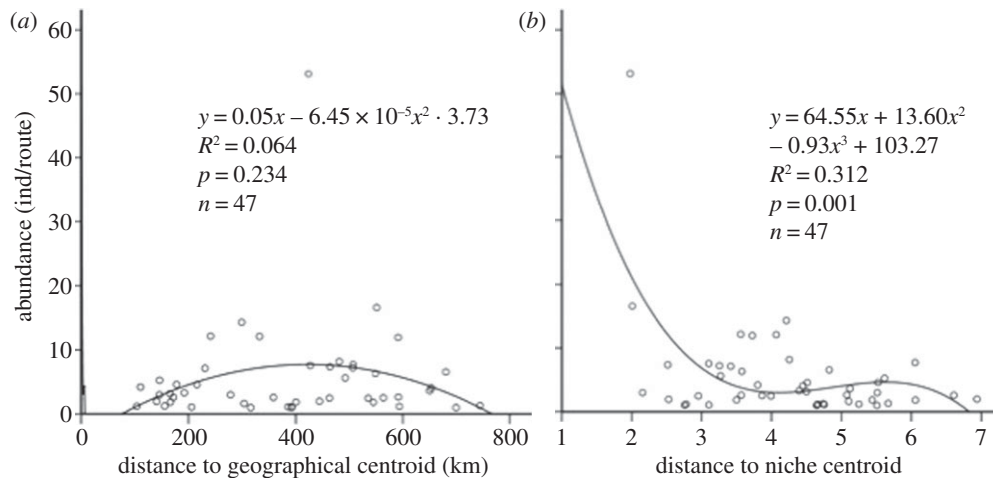 (a)
60
50
40
30
20
10
0
abundance (ind/route)
y = 0.05x – 6.45 × 10⁻⁵x² · 3.73
R² = 0.064
p = 0.234
n = 47
0 200 400 600 800
distance to geographical centroid (km)
(b)
y = 64.55x + 13.60x²
– 0.93x³ + 103.27
R² = 0.312
p = 0.001
n = 47
1 2 3 4 5 6 7
distance to niche centroid